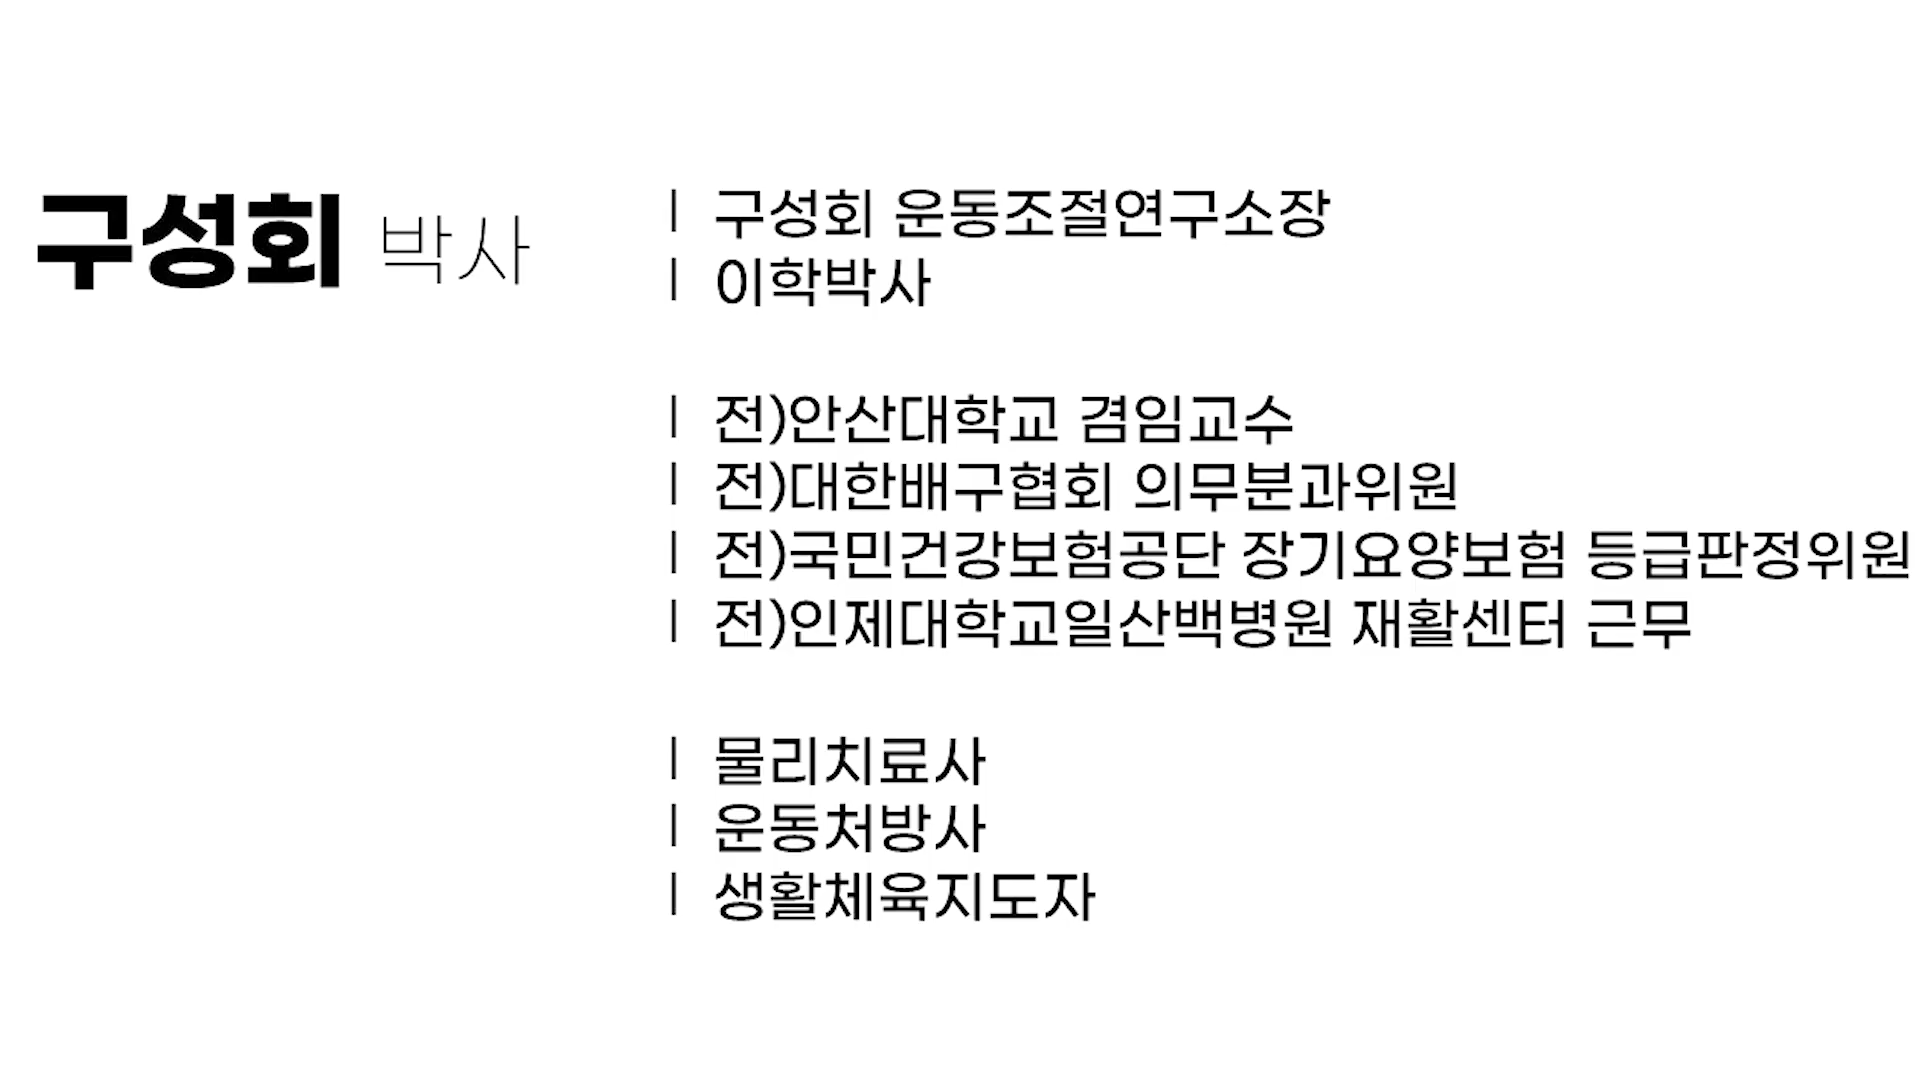 구성회 박사
| 구성회 운동조절연구소장
| 이학박사
| 전)안산대학교 겸임교수
| 전)대한배구협회 의무분과위원
| 전)국민건강보험공단 장기요양보험 등급판정위원
| 전)인제대학교일산백병원 재활센터 근무
| 물리치료사
| 운동처방사
| 생활체육지도자